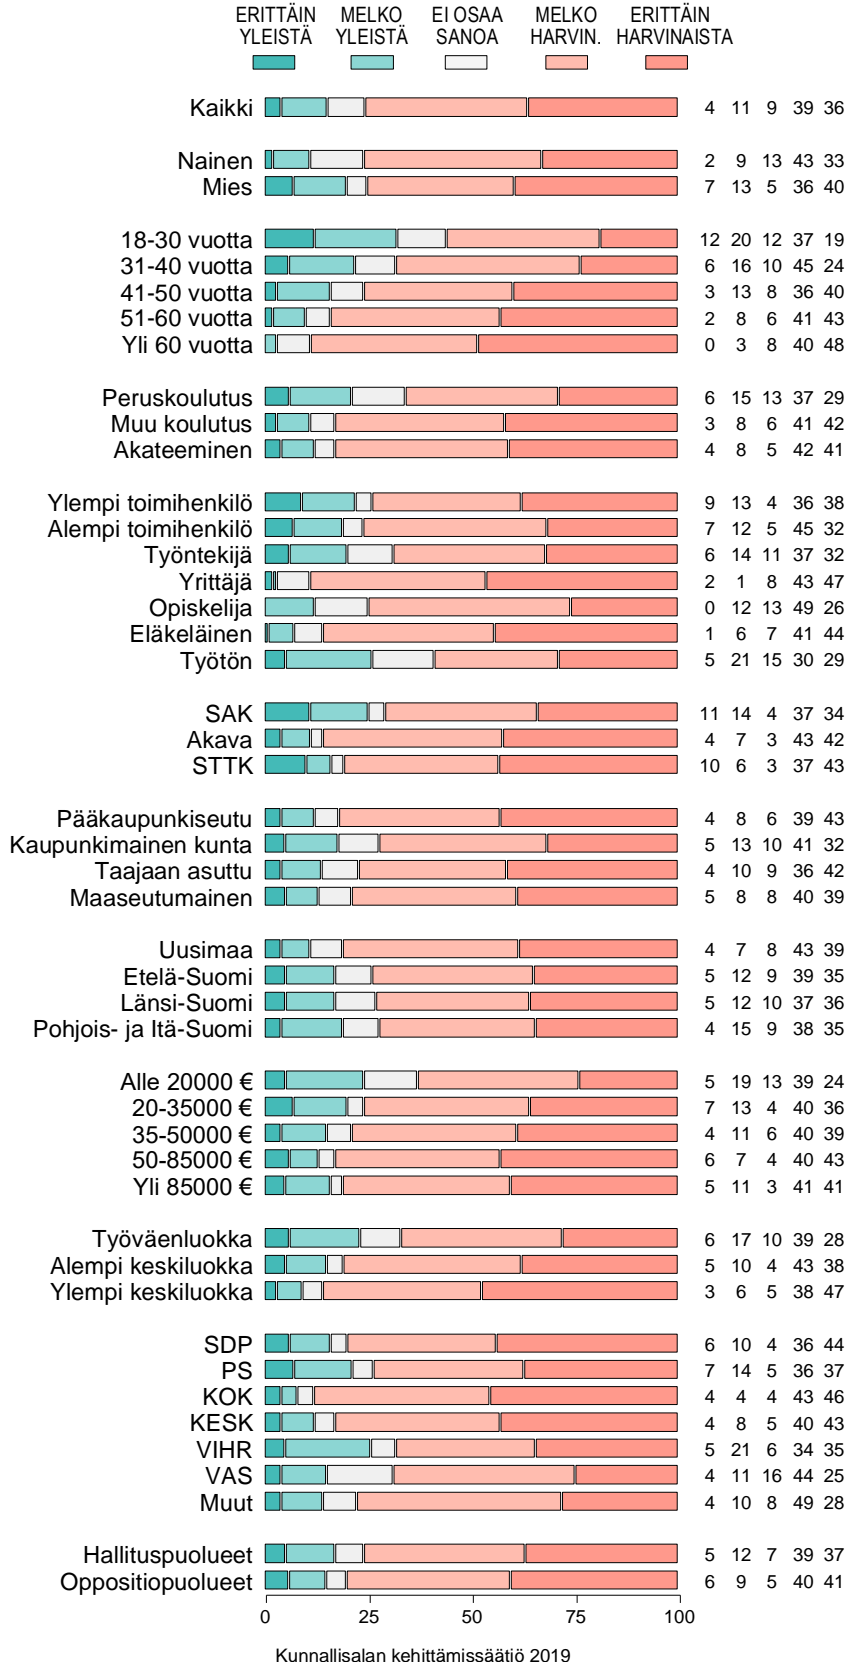 ERITTÄIN MELKO EI OSAA MELKO ERITTÄIN
YLEISTÄ YLEISTÄ SANOA HARVIN. HARVINAISTA
Kaikki 4 11 9 39 36
Nainen 2 9 13 43 33
Mies 7 13 5 36 40
18-30 vuotta 12 20 12 37 19
31-40 vuotta 6 16 10 45 24
41-50 vuotta 3 13 8 36 40
51-60 vuotta 2 8 6 41 43
Yli 60 vuotta 0 3 8 40 48
Peruskoulutus 6 15 13 37 29
Muu koulutus 3 8 6 41 42
Akateeminen 4 8 5 42 41
Ylempi toimihenkilö 9 13 4 36 38
Alempi toimihenkilö 7 12 5 45 32
Työntekijä 6 14 11 37 32
Yrittäjä 2 1 8 43 47
Opiskelija 0 12 13 49 26
Eläkeläinen 1 6 7 41 44
Työtön 5 21 15 30 29
SAK 11 14 4 37 34
Akava 4 7 3 43 42
STTK 10 6 3 37 43
Pääkaupunkiseutu 4 8 6 39 43
Kaupunkimainen kunta 5 13 10 41 32
Taajaan asuttu 4 10 9 36 42
Maaseutumainen 5 8 8 40 39
Uusimaa 4 7 8 43 39
Etelä-Suomi 5 12 9 39 35
Länsi-Suomi 5 12 10 37 36
Pohjois- ja Itä-Suomi 4 15 9 38 35
Alle 20000 € 5 19 13 39 24
20-35000 € 7 13 4 40 36
35-50000 € 4 11 6 40 39
50-85000 € 6 7 4 40 43
Yli 85000 € 5 11 3 41 41
Työväenluokka 6 17 10 39 28
Alempi keskiluokka 5 10 4 43 38
Ylempi keskiluokka 3 6 5 38 47
SDP 6 10 4 36 44
PS 7 14 5 36 37
KOK 4 4 4 43 46
KESK 4 8 5 40 43
VIHR 5 21 6 34 35
VAS 4 11 16 44 25
Muut 4 10 8 49 28
Hallituspuolueet 5 12 7 39 37
Oppositiopuolueet 6 9 5 40 41
0 25 50 75 100
Kunnallisalan kehittämissäätiö 2019